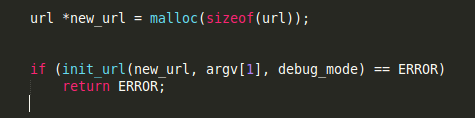 url *new_url = malloc(sizeof(url));
if (init_url(new_url, argv[1], debug_mode) == ERROR)
return ERROR;